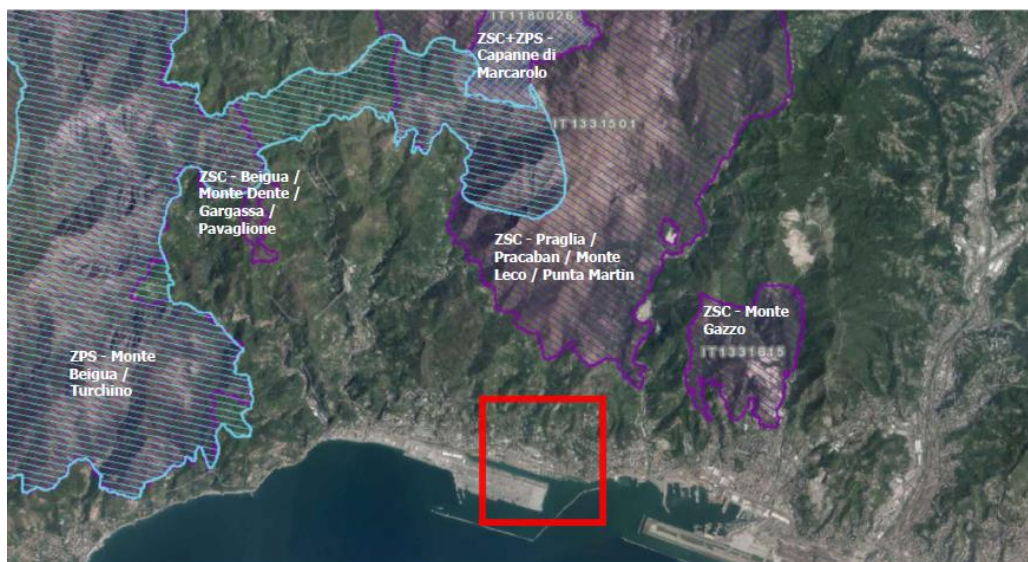 IT1180026
ZSC+ZPS -
Capanne di
Marcarolo
IT1331501
ZSC - Beigua /
Monte Dente /
Gargassa /
Pavaglione
ZSC - Praglia /
Pracaban / Monte
Leco / Punta Martin
ZSC - Monte
Gazzo
IT1331615
ZPS - Monte
Beigua /
Turchino